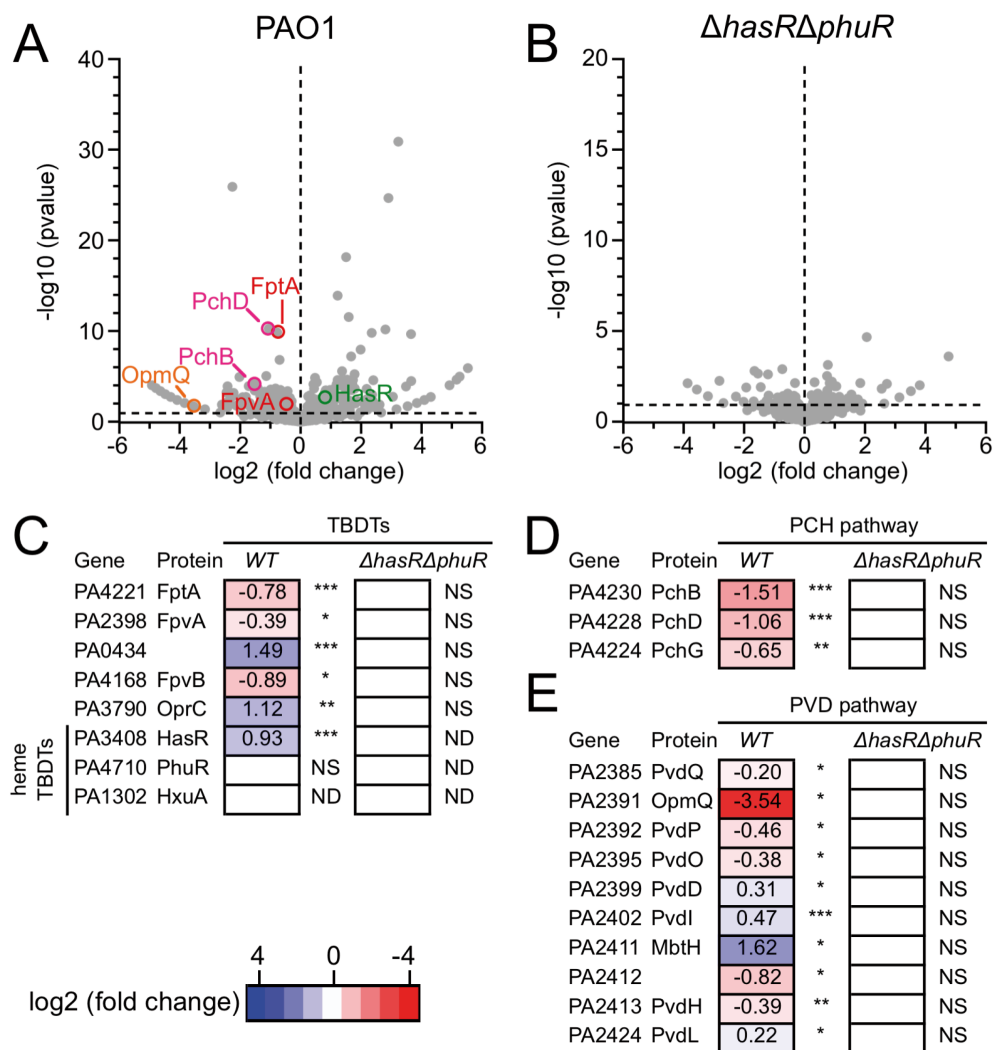 A
PAO1
40
30
20
10
0
-log10 (pvalue)
FptA
PchD
PchB
OpmQ
FpvA
HasR
-6 -4 -2 0 2 4 6
log2 (fold change)
B
ΔhasRΔphuR
20
15
10
5
0
-log10 (pvalue)
-6 -4 -2 0 2 4 6
log2 (fold change)
C
TBDTs
Gene Protein WT ΔhasRΔphuR
PA4221 FptA -0.78 *** NS
PA2398 FpvA -0.39 * NS
PA0434 1.49 *** NS
PA4168 FpvB -0.89 * NS
PA3790 OprC 1.12 ** NS
PA3408 HasR 0.93 *** ND
PA4710 PhuR NS ND
PA1302 HxuA ND ND
heme
TBDTs
D
PCH pathway
Gene Protein WT ΔhasRΔphuR
PA4230 PchB -1.51 *** NS
PA4228 PchD -1.06 *** NS
PA4224 PchG -0.65 ** NS
E
PVD pathway
Gene Protein WT ΔhasRΔphuR
PA2385 PvdQ -0.20 * NS
PA2391 OpmQ -3.54 * NS
PA2392 PvdP -0.46 * NS
PA2395 PvdO -0.38 * NS
PA2399 PvdD 0.31 * NS
PA2402 PvdI 0.47 *** NS
PA2411 MbtH 1.62 * NS
PA2412 -0.82 * NS
PA2413 PvdH -0.39 ** NS
PA2424 PvdL 0.22 * NS
4 0 -4
log2 (fold change)